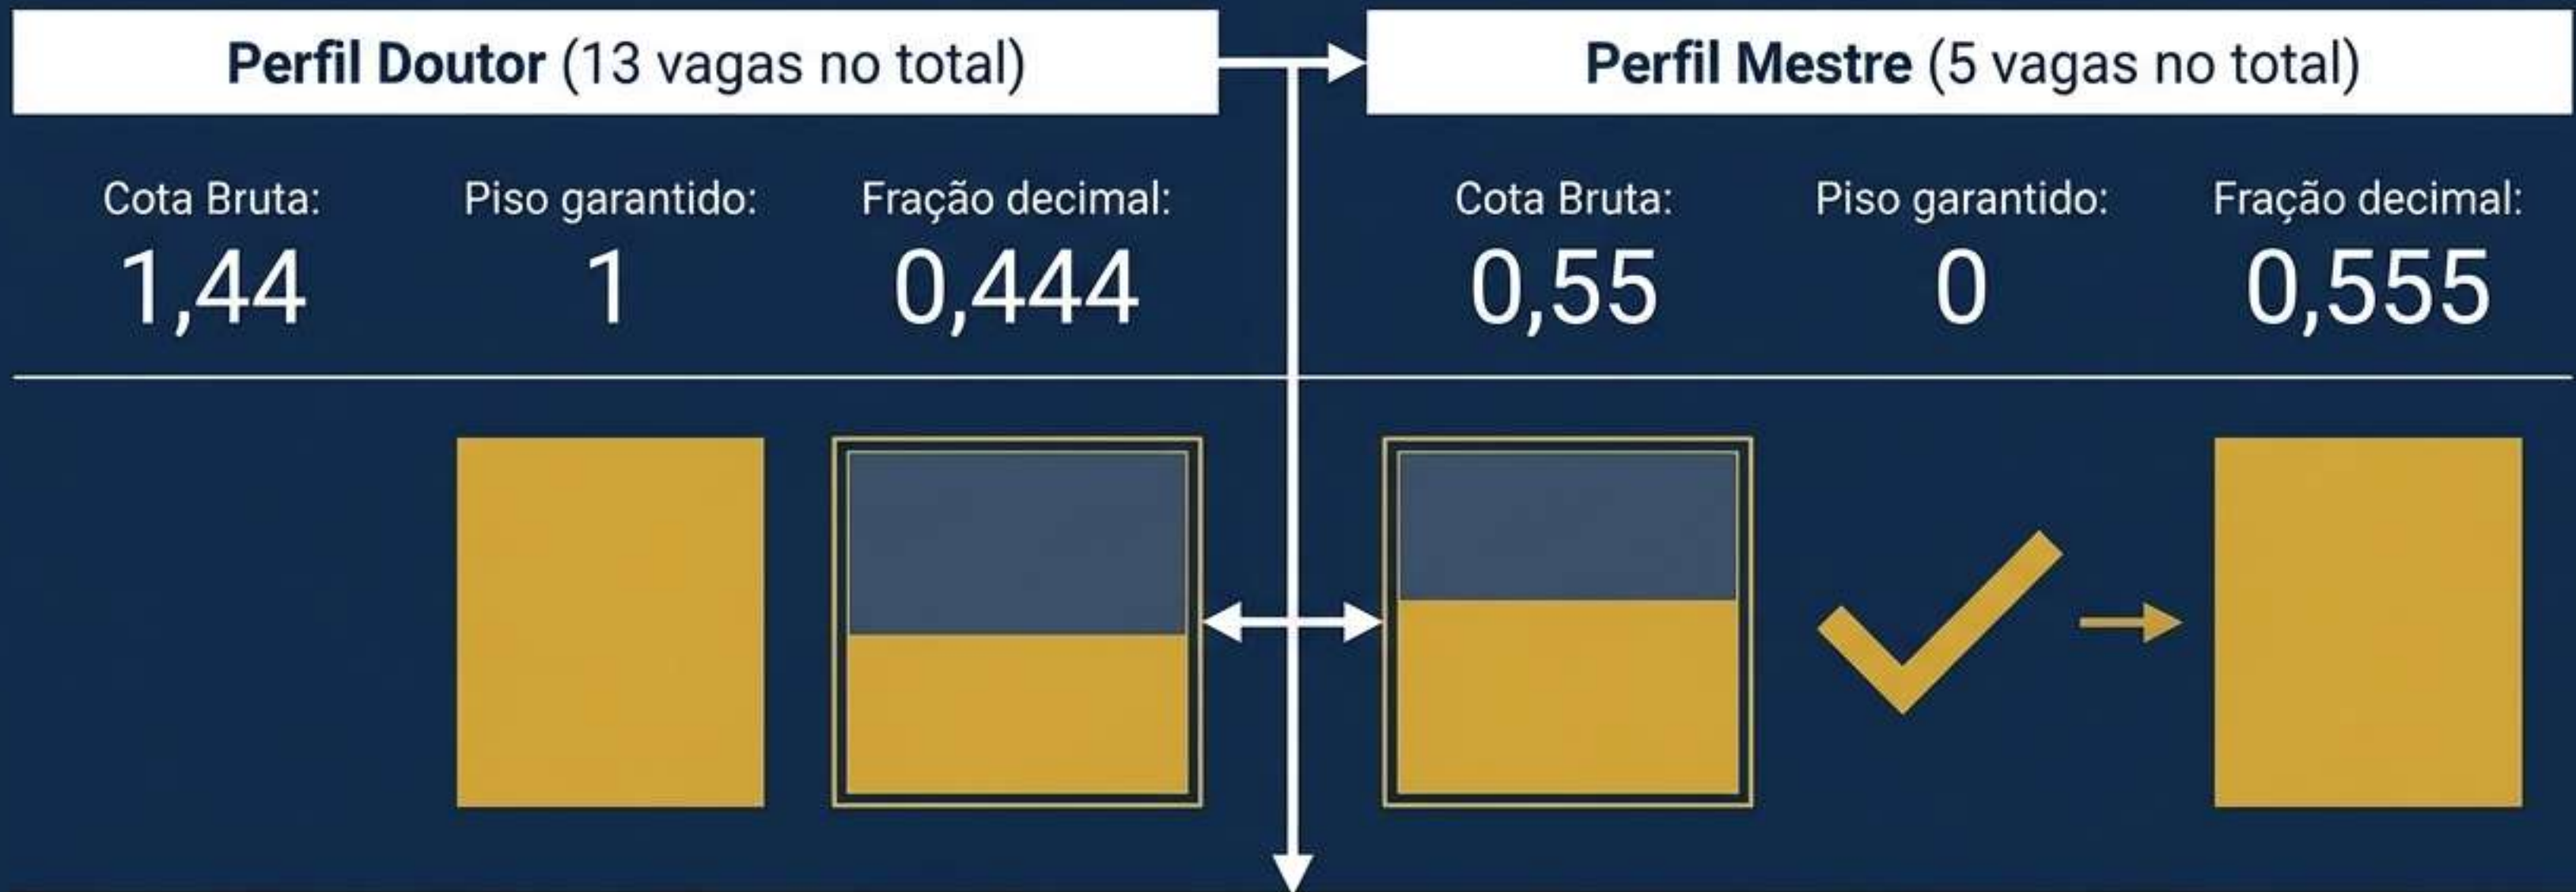 Perfil Doutor (13 vagas no total)
Perfil Mestre (5 vagas no total)
Cota Bruta:
1,44
Piso garantido:
1
Fração decimal:
0,444
Cota Bruta:
0,55
Piso garantido:
0
Fração decimal:
0,555